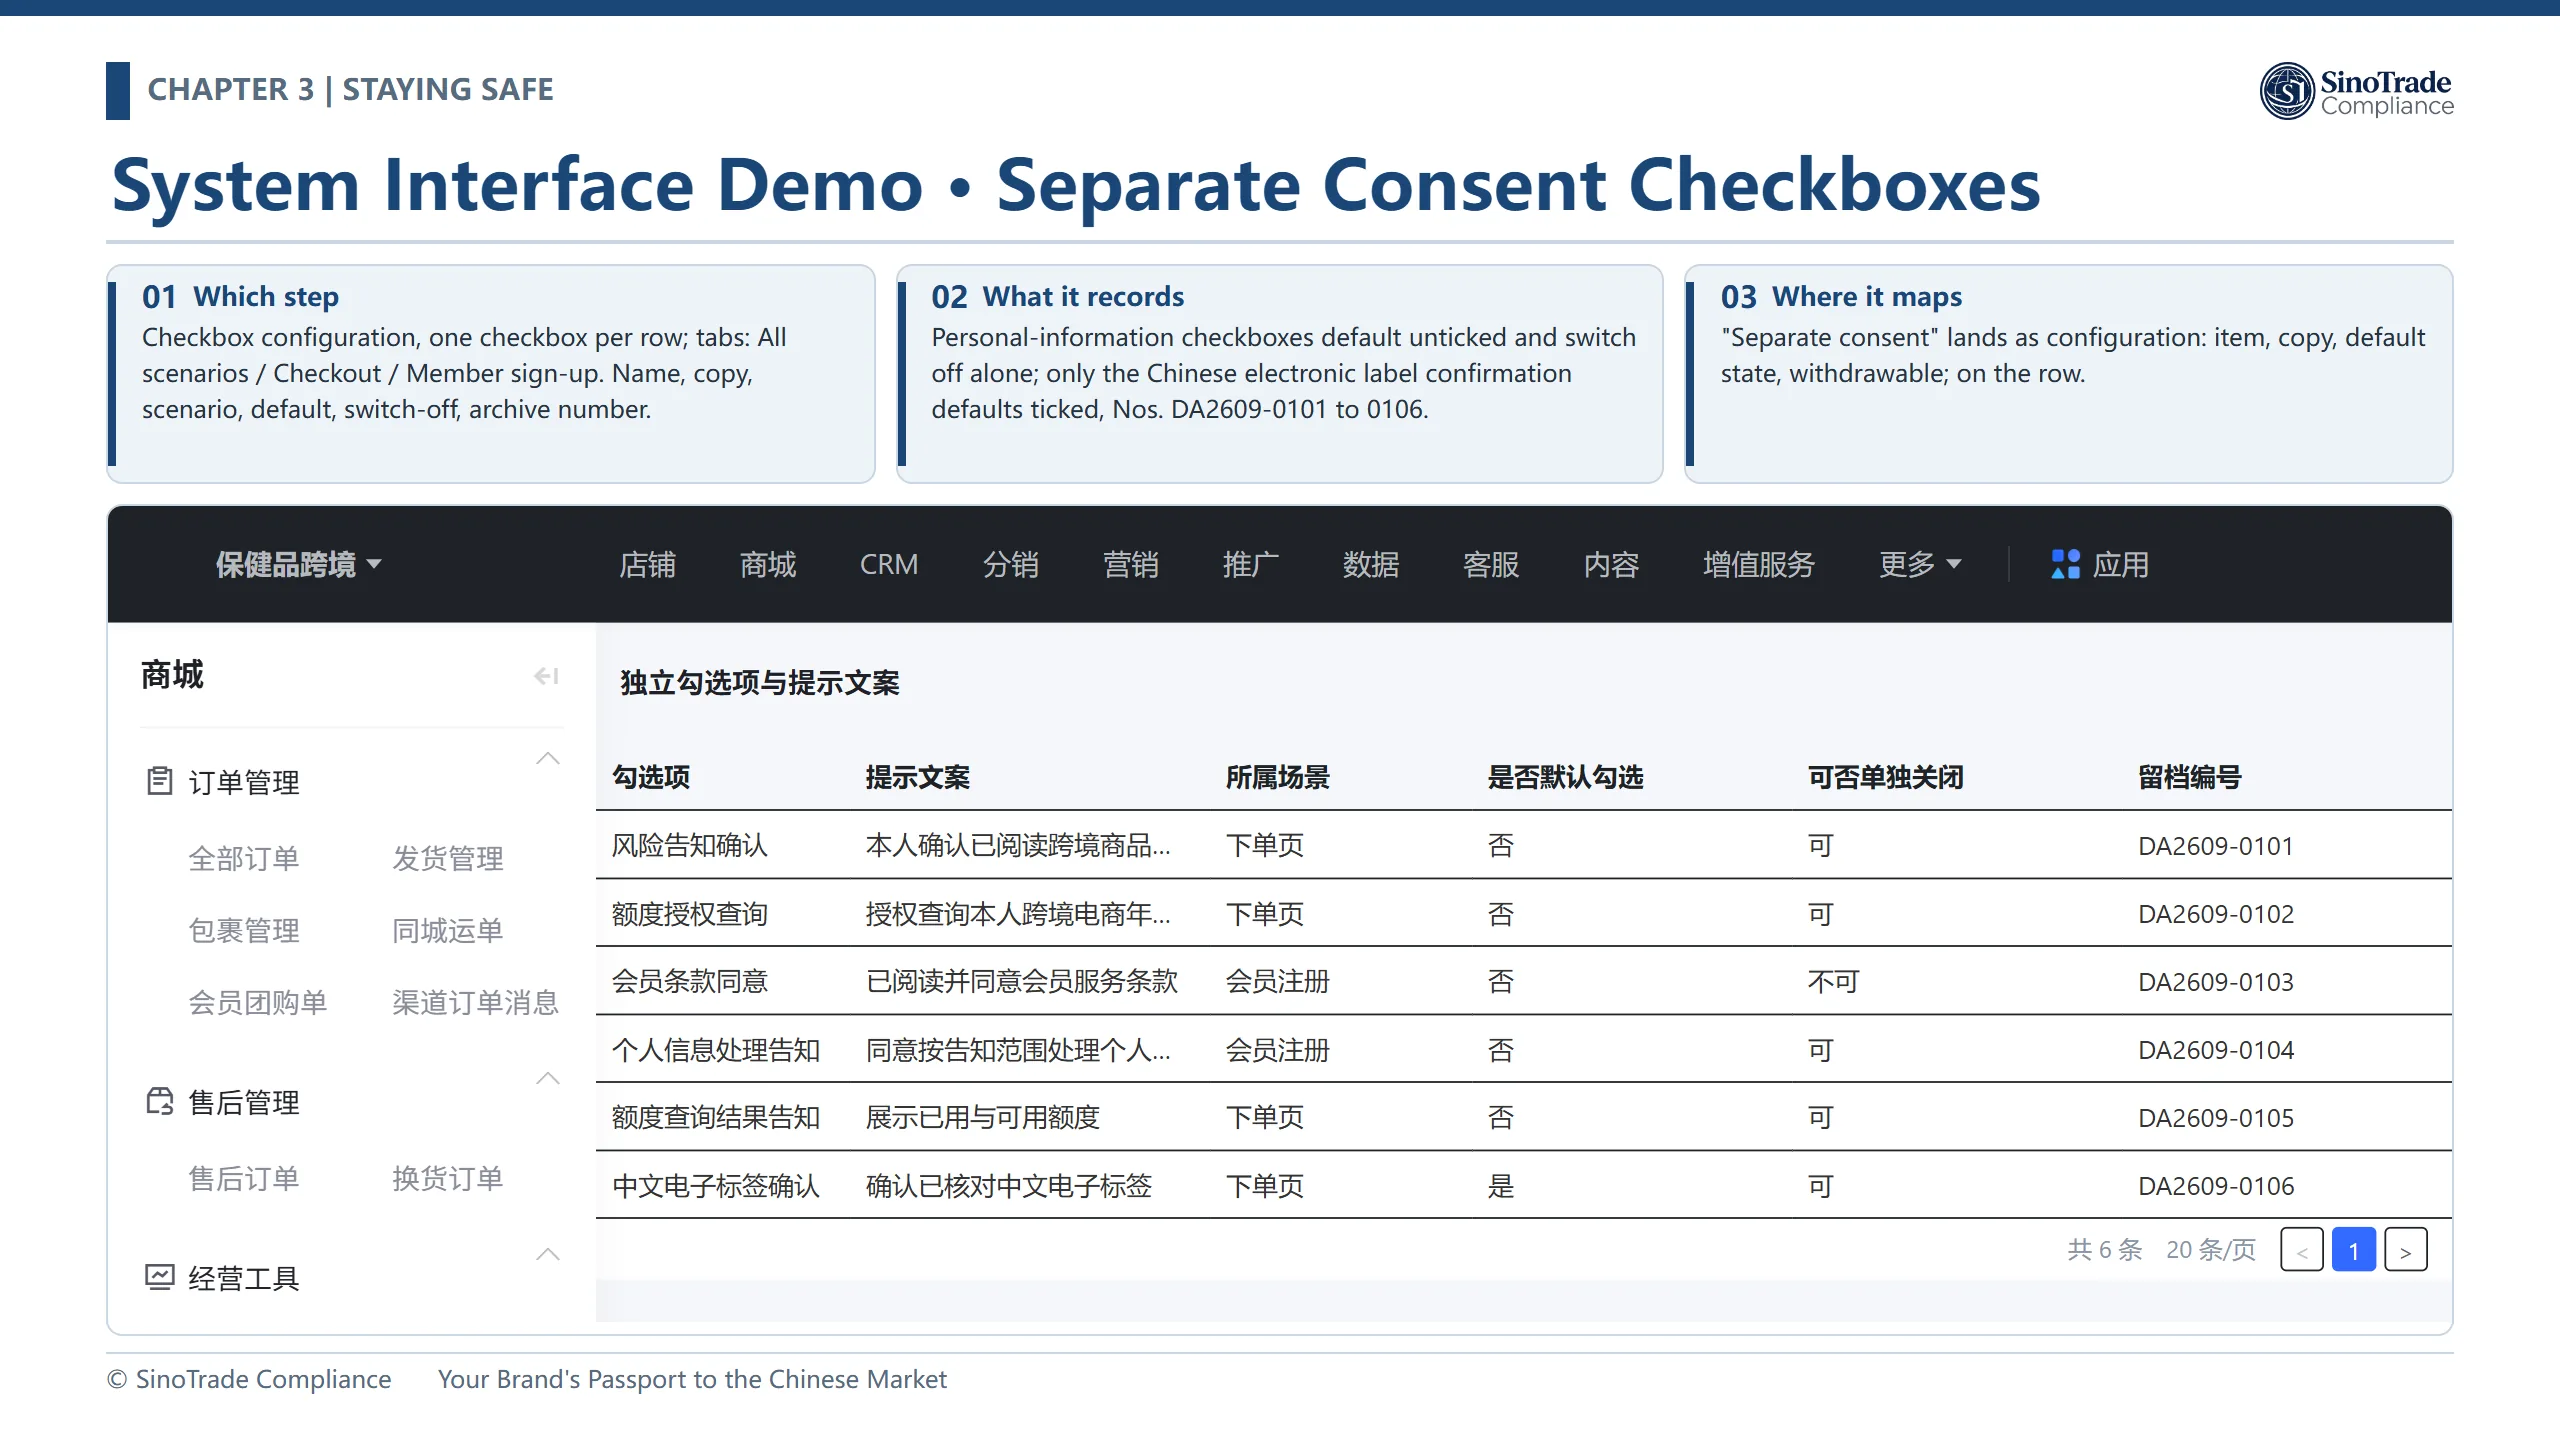 CHAPTER 3 | STAYING SAFE
SinoTrade
Compliance
System Interface Demo • Separate Consent Checkboxes
01 Which step
Checkbox configuration, one checkbox per row; tabs: All
scenarios / Checkout / Member sign-up. Name, copy,
scenario, default, switch-off, archive number.
02 What it records
Personal-information checkboxes default unticked and switch
off alone; only the Chinese electronic label confirmation
defaults ticked, Nos. DA2609-0101 to 0106.
03 Where it maps
"Separate consent" lands as configuration: item, copy, default
state, withdrawable; on the row.
保健品跨境 店铺 商城 CRM 分销 营销 推广 数据 客服 内容 增值服务 更多 应用
商城
订单管理
全部订单 发货管理
包裹管理 同城运单
会员团购单 渠道订单消息
售后管理
售后订单 换货订单
经营工具
独立勾选项与提示文案
勾选项 提示文案 所属场景 是否默认勾选 可否单独关闭 留档编号
风险告知确认 本人确认已阅读跨境商品... 下单页 否 可 DA2609-0101
额度授权查询 授权查询本人跨境电商年... 下单页 否 可 DA2609-0102
会员条款同意 已阅读并同意会员服务条款 会员注册 否 不可 DA2609-0103
个人信息处理告知 同意按告知范围处理个人... 会员注册 否 可 DA2609-0104
额度查询结果告知 展示已用与可用额度 下单页 否 可 DA2609-0105
中文电子标签确认 确认已核对中文电子标签 下单页 是 可 DA2609-0106
共 6 条 20 条/页 < 1 >
© SinoTrade Compliance Your Brand's Passport to the Chinese Market